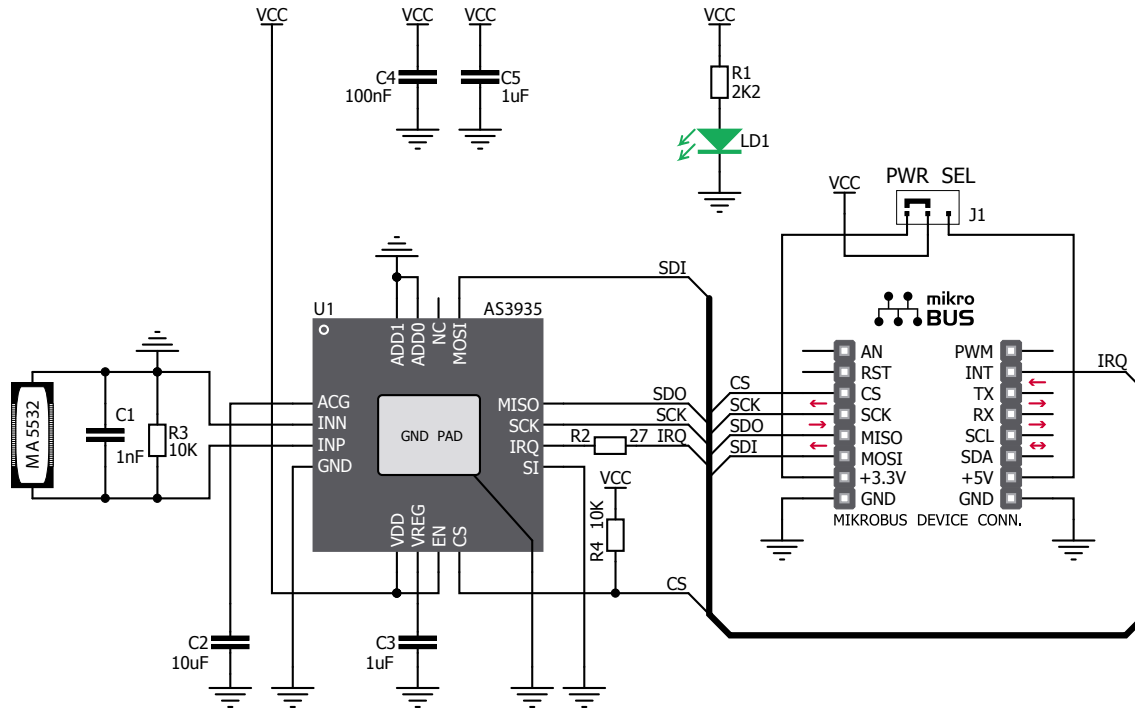 VCC
VCC
VCC
VCC
C4
100nF
C5
1uF
R1
2K2
LD1
PWR SEL
VCC
J1
SDI
U1
AS3935
ADD1
ADD0
NC
MOSI
mikro
BUS
AN
RST
CS
SCK
MISO
MOSI
+3.3V
GND
PWM
INT
TX
RX
SCL
SDA
+5V
GND
IRQ
MIKROBUS DEVICE CONN.
CS
SCK
SDO
SDI
MA5532
C1
1nF
R3
10K
ACG
INN
INP
GND
GND PAD
MISO
SCK
IRQ
SI
SDO
SCK
R2 27 IRQ
VCC
R4 10K
VDD
VREG
EN
CS
CS
C2
10uF
C3
1uF